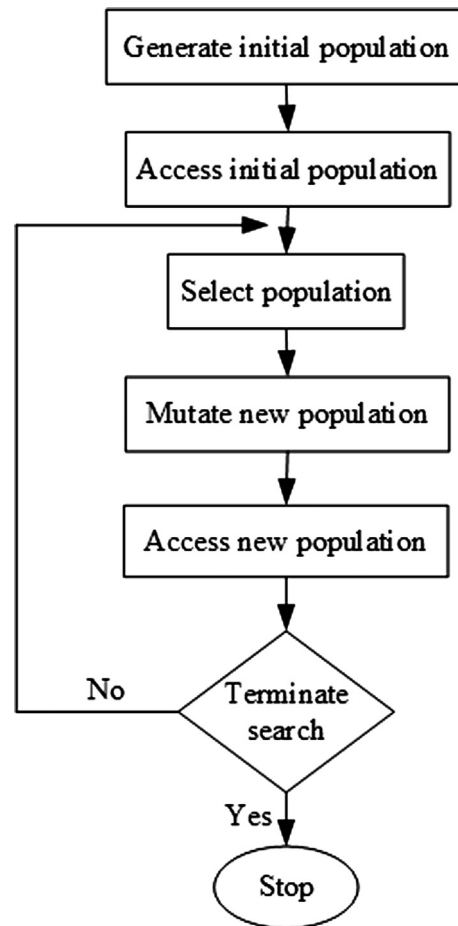 Generate initial population
Access initial population
Select population
Mutate new population
Access new population
Terminate
search
No
Yes
Stop